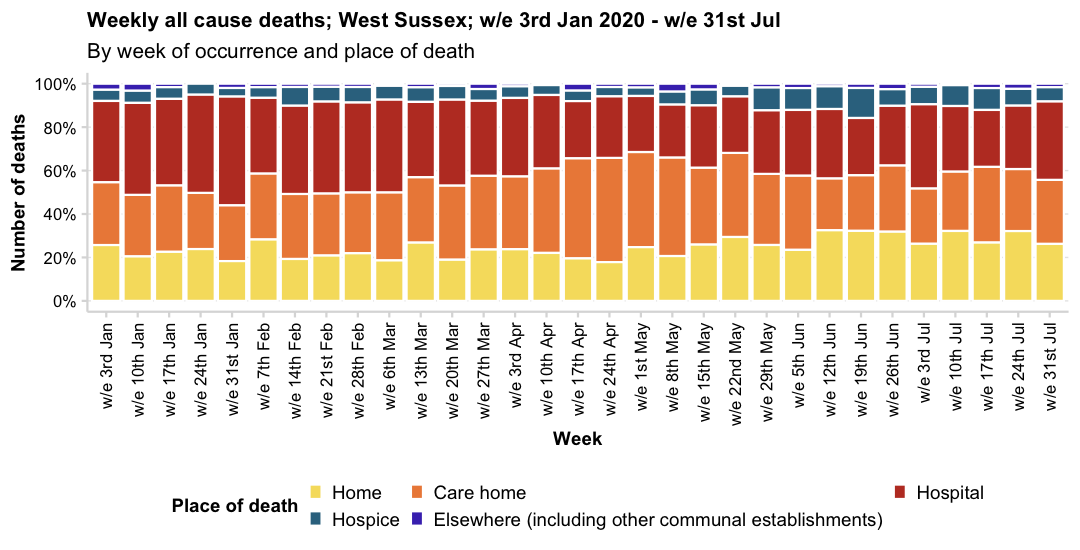 Weekly all cause deaths; West Sussex; w/e 3rd Jan 2020 - w/e 31st Jul
By week of occurrence and place of death
Number of deaths
100%
80%
60%
40%
20%
0%
w/e 3rd Jan
w/e 10th Jan
w/e 17th Jan
w/e 24th Jan
w/e 31st Jan
w/e 7th Feb
w/e 14th Feb
w/e 21st Feb
w/e 28th Feb
w/e 6th Mar
w/e 13th Mar
w/e 20th Mar
w/e 27th Mar
w/e 3rd Apr
w/e 10th Apr
w/e 17th Apr
w/e 24th Apr
w/e 1st May
w/e 8th May
w/e 15th May
w/e 22nd May
w/e 29th May
w/e 5th Jun
w/e 12th Jun
w/e 19th Jun
w/e 26th Jun
w/e 3rd Jul
w/e 10th Jul
w/e 17th Jul
w/e 24th Jul
w/e 31st Jul
Week
Place of death
Home
Care home
Hospital
Hospice
Elsewhere (including other communal establishments)